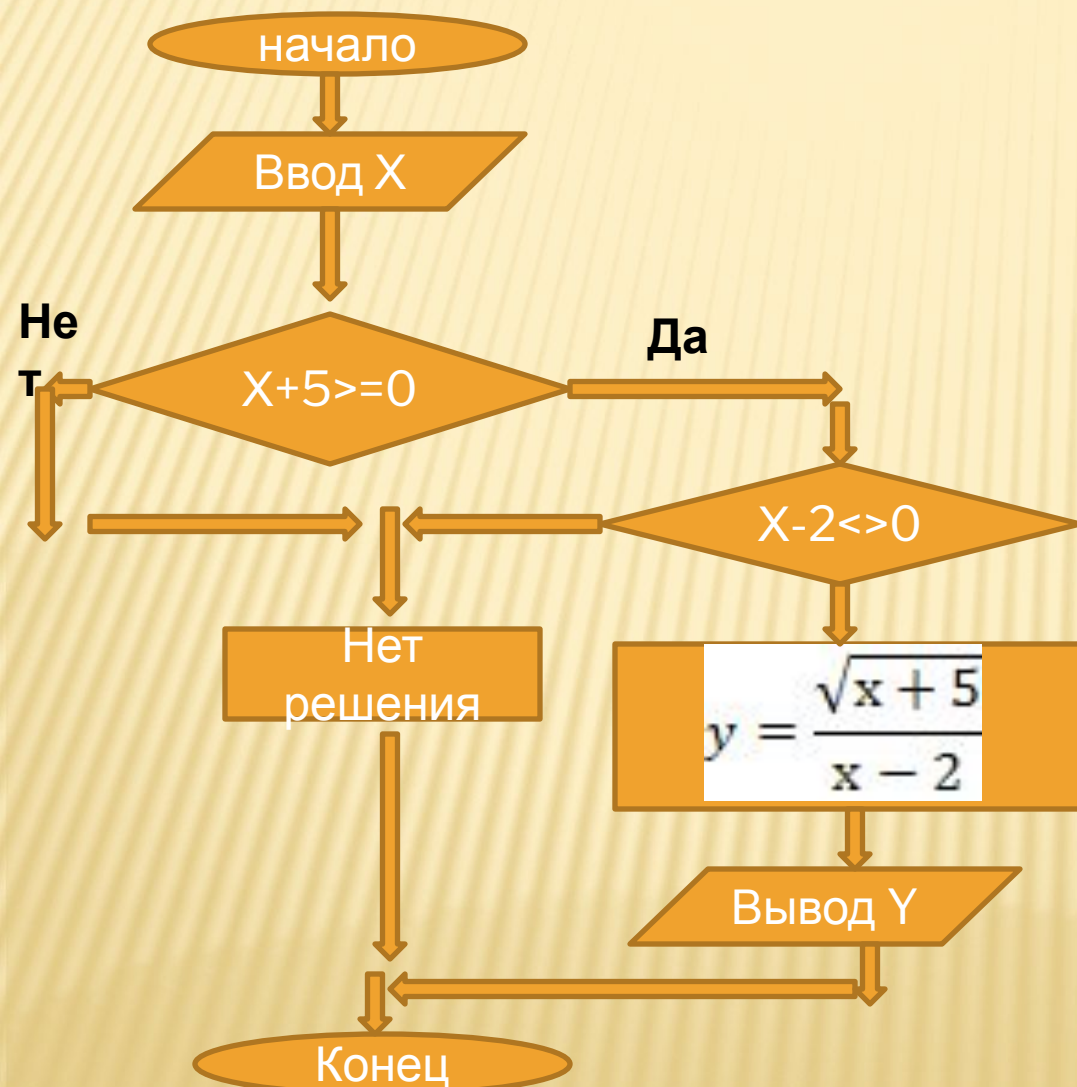 начало
Ввод X
Не
т
Да
X+5>=0
X-2<>0
Нет
решения
y = √x + 5
x − 2
Вывод Y
Конец